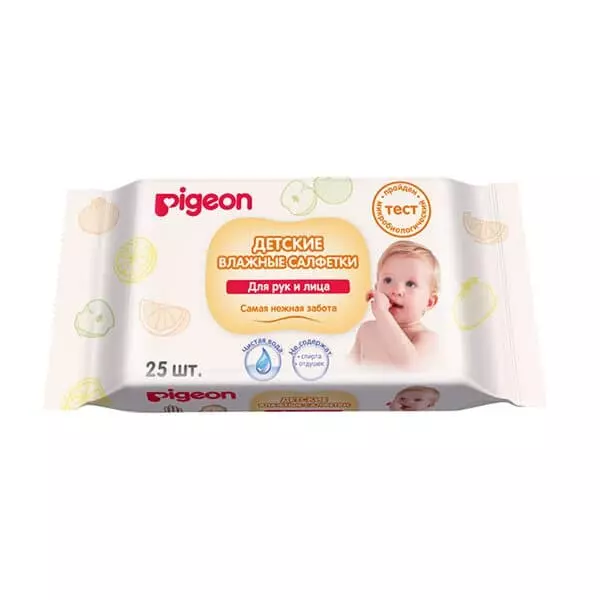 Pigeon
ДЕТСКИЕ
ВЛАЖНЫЕ САЛФЕТКИ
Для рук и лица
Самая нежная забота
пройден
микробиологический
тест
Чистая вода
Не содержат
• спирта
• отдушек
25 шт.
Pigeon
ДЕТСКИЕ
ВЛАЖНЫЕ САЛФЕТКИ